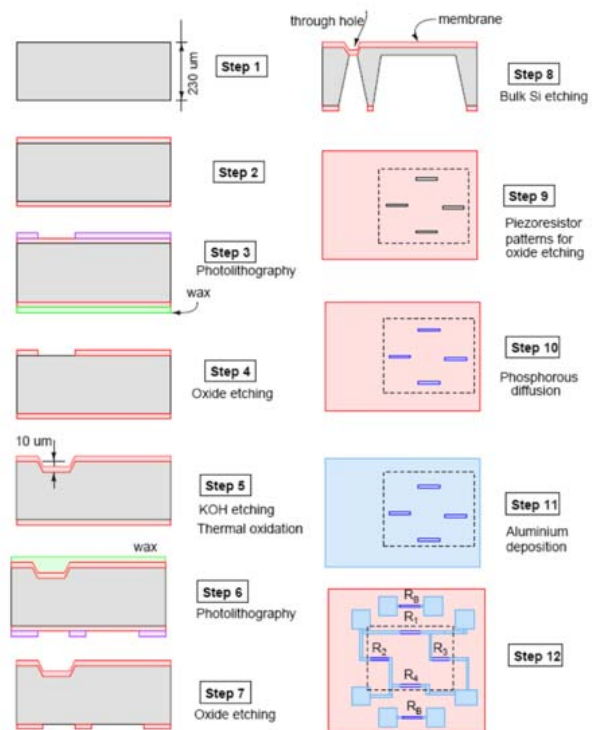 230 um
Step 1
Step 2
Step 3
Photolithography
wax
Step 4
Oxide etching
10 um
Step 5
KOH etching
Thermal oxidation
wax
Step 6
Photolithography
Step 7
Oxide etching
through hole
membrane
Step 8
Bulk Si etching
Step 9
Piezoresistor
patterns for
oxide etching
Step 10
Phosphorous
diffusion
Step 11
Aluminium
deposition
RB
R1
R2
R3
R4
RB
Step 12